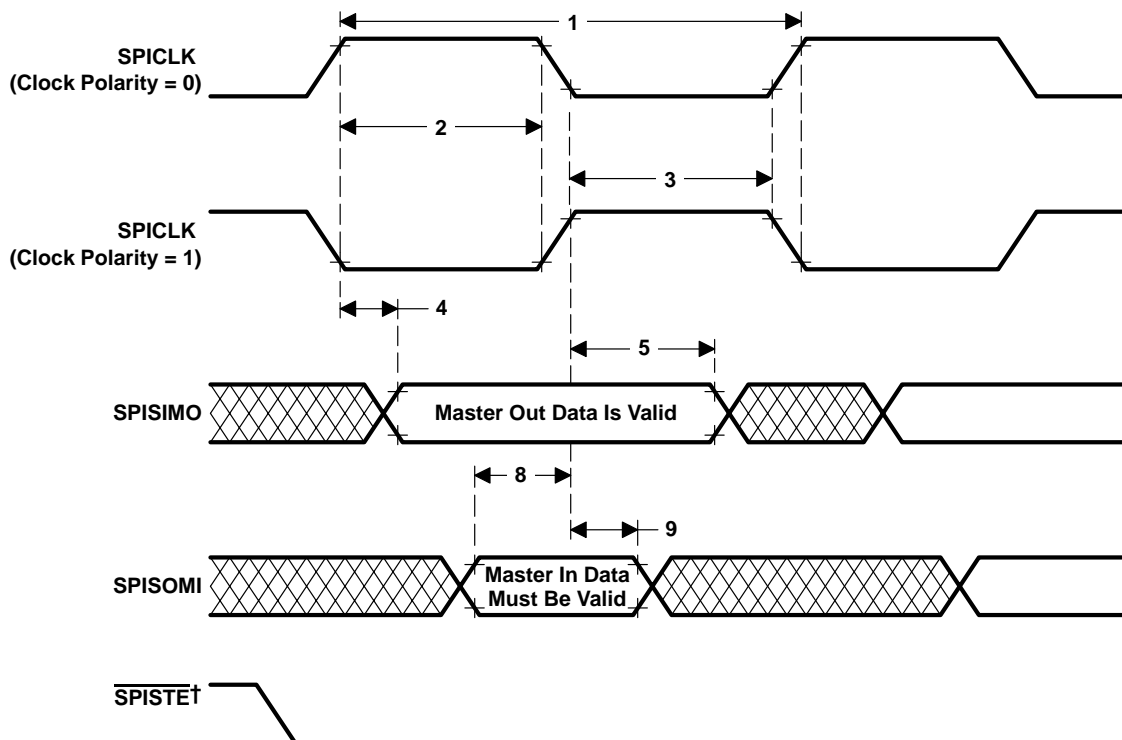 1
SPICLK
(Clock Polarity = 0)
2
3
SPICLK
(Clock Polarity = 1)
4
5
SPISIMO
Master Out Data Is Valid
8
9
SPISOMI
Master In Data
Must Be Valid
SPISTE†